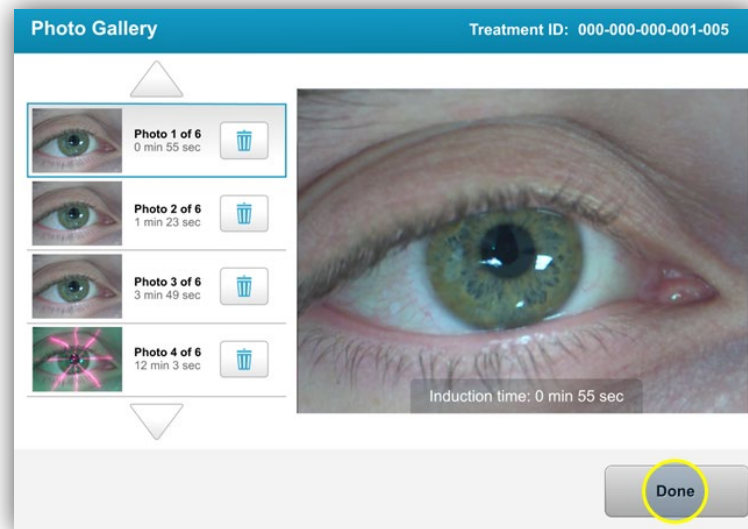 Photo Gallery
Treatment ID: 000-000-000-001-005
Photo 1 of 6
0 min 55 sec
Photo 2 of 6
1 min 23 sec
Photo 3 of 6
3 min 49 sec
Photo 4 of 6
12 min 3 sec
Induction time: 0 min 55 sec
Done